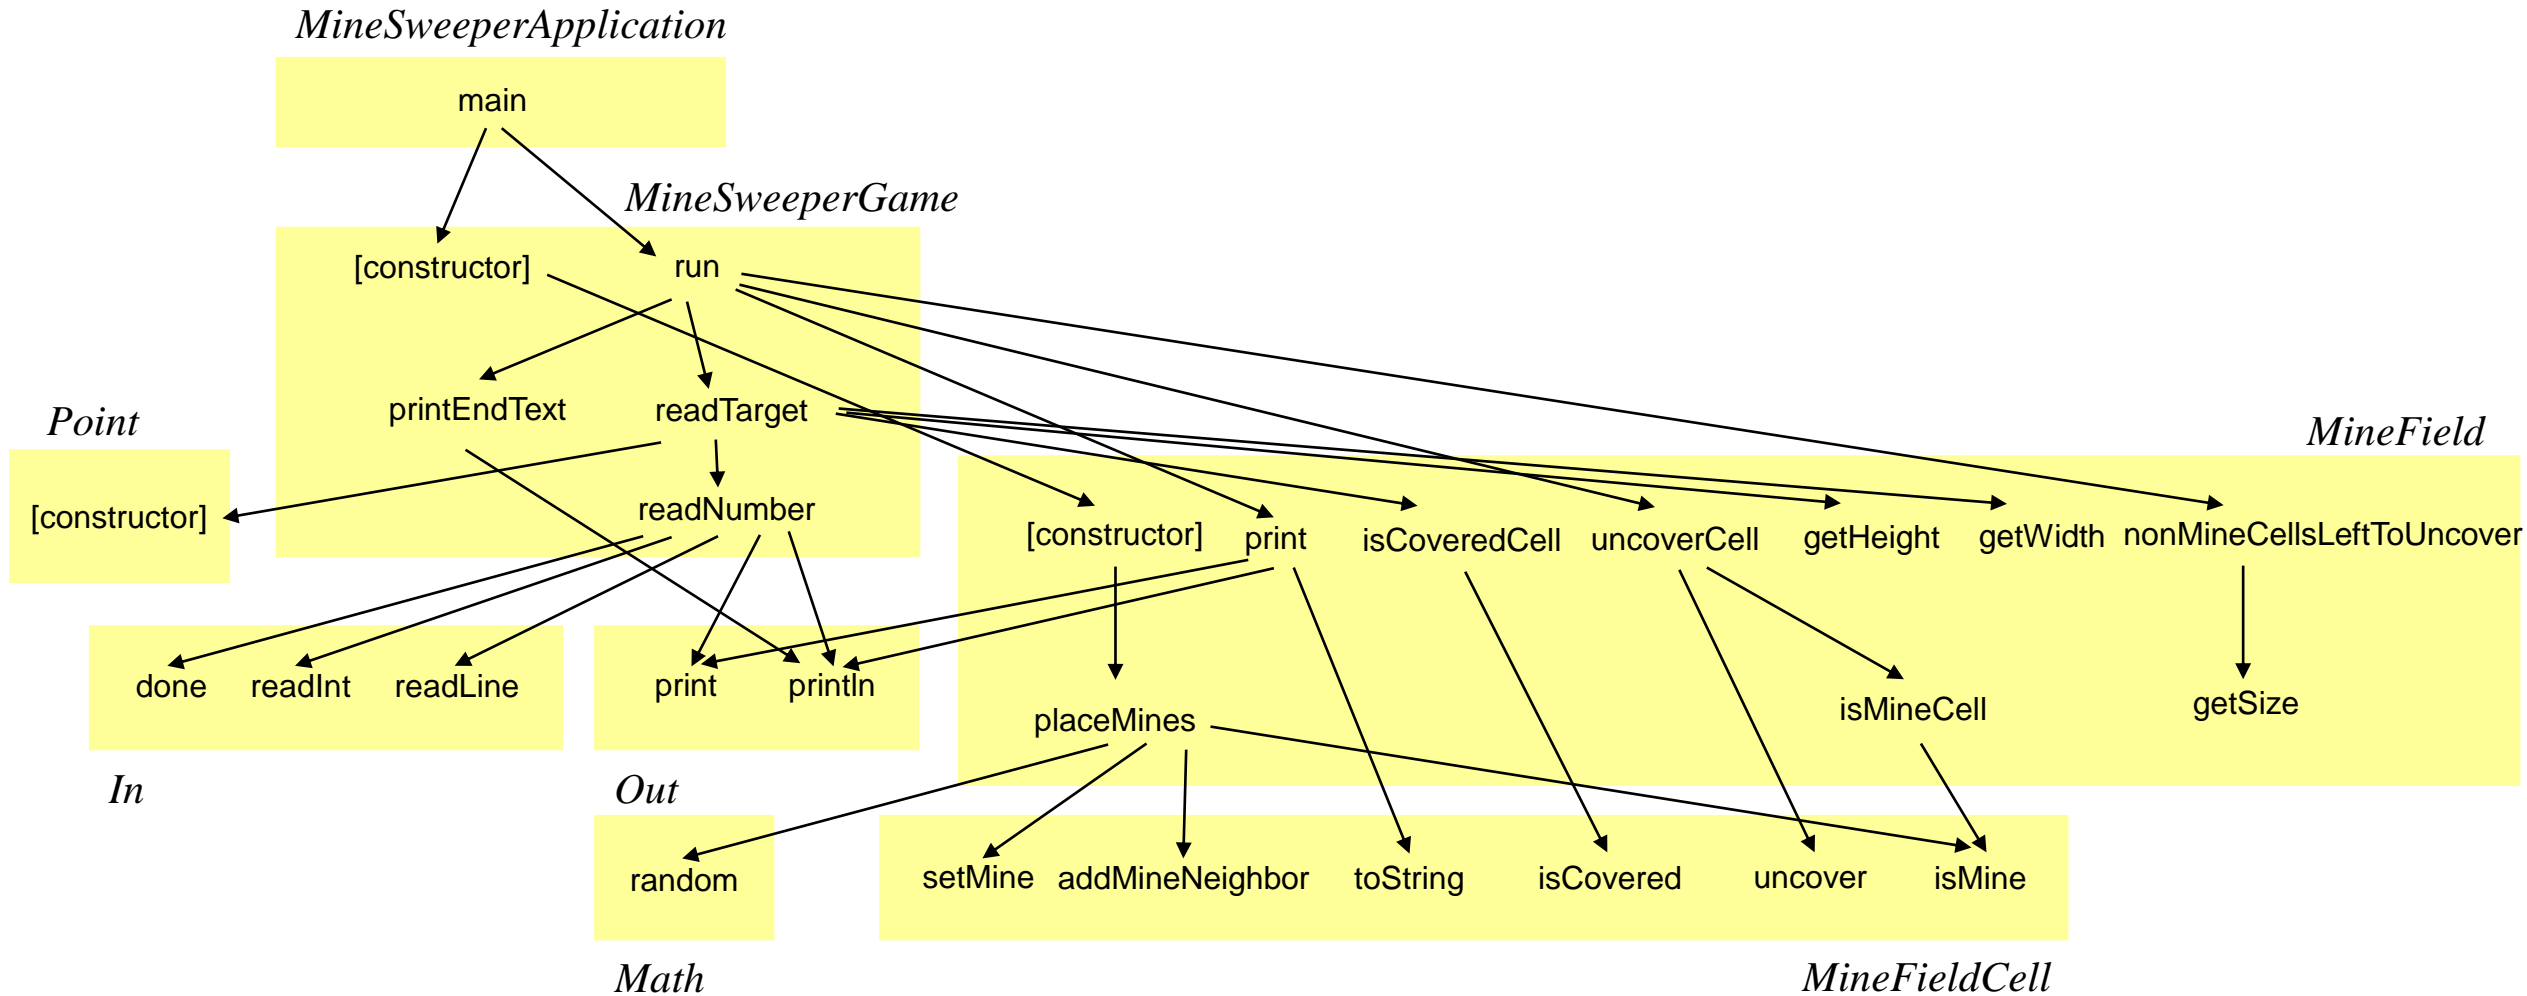 MineSweeperApplication
main
MineSweeperGame
[constructor] run
printEndText readTarget
Point
MineField
[constructor]
readNumber
[constructor] print isCoveredCell uncoverCell getHeight getWidth nonMineCellsLeftToUncover
done readInt readLine
print println
placeMines isMineCell getSize
In
Out
random
setMine addMineNeighbor toString isCovered uncover isMine
Math
MineFieldCell